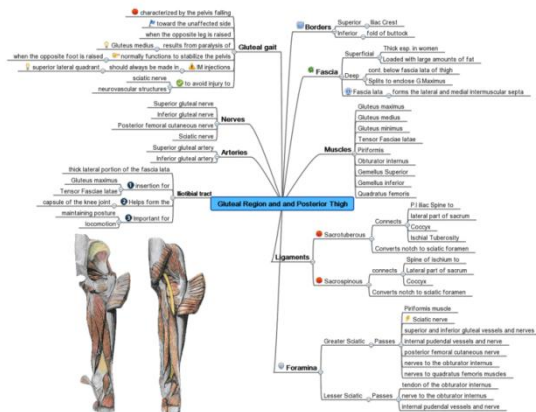 characterized by the pelvis falling
toward the unaffected side
when the opposite leg is raised
Gluteus medius
results from paralysis of
when the opposite foot is raised
normally functions to stabilize the pelvis
superior lateral quadrant
should always be made in
IM injections
sciatic nerve
neurovascular structures
to avoid injury to
Gluteal gait
Superior gluteal nerve
Inferior gluteal nerve
Posterior femoral cutaneous nerve
Sciatic nerve
Nerves
Superior gluteal artery
Inferior gluteal artery
Arteries
thick lateral portion of the fascia lata
Gluteus maximus
Tensor Fasciae latae
insertion for
capsule of the knee joint
Helps form the
maintaining posture
locomotion
Important for
Iliotibial tract
Gluteal Region and and Posterior Thigh
Borders
Superior
Iliac Crest
Inferior
fold of buttock
Fascia
Superficial
Thick esp. in women
Loaded with large amounts of fat
Deep
cont. below fascia lata of thigh
Splits to enclose G.Maximus
Fascia lata
forms the lateral and medial intermuscular septa
Muscles
Gluteus maximus
Gluteus medius
Gluteus minimus
Tensor Fasciae latae
Piriformis
Obturator internus
Gemellus Superior
Gemellus inferior
Quadratus femoris
Ligaments
Sacrotuberous
Connects
P.I Iliac Spine to
lateral part of sacrum
Coccyx
Ischial Tuberosity
Converts notch to sciatic foramen
Sacrospinous
connects
Spine of ischium to
Lateral part of sacrum
Coccyx
Converts notch to sciatic foramen
Foramina
Greater Sciatic
Passes
Piriformis muscle
Sciatic nerve
superior and inferior gluteal vessels and nerves
internal pudendal vessels and nerve
posterior femoral cutaneous nerve
nerves to the obturator internus
nerves to quadratus femoris muscles
Lesser Sciatic
Passes
tendon of the obturator internus
nerve to the obturator internus
internal pudendal vessels and nerve